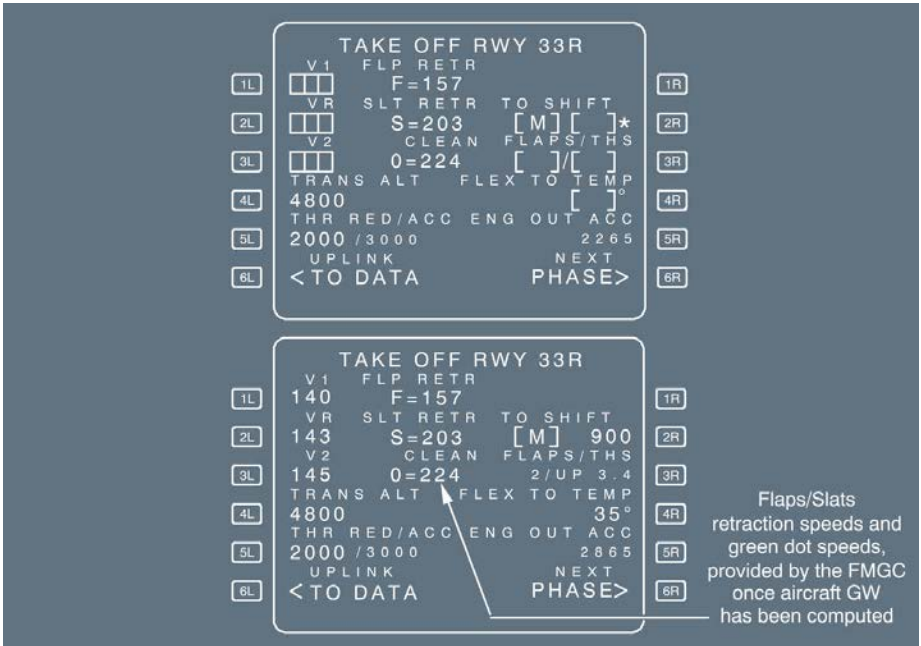 TAKE OFF RWY 33R
V1 FLP RETR
1L F=157 1R
VR SLT RETR TO SHIFT
2L S=203 [M][ ]* 2R
V2 CLEAN FLAPS/THS
3L 0=224 [ ]/[ ] 3R
TRANS ALT FLEX TO TEMP
4L 4800 [ ]° 4R
THR RED/ACC ENG OUT ACC
5L 2000/3000 2265 5R
UPLINK NEXT
6L <TO DATA PHASE> 6R
TAKE OFF RWY 33R
V1 FLP RETR
1L 140 F=157 1R
VR SLT RETR TO SHIFT
2L 143 S=203 [M] 900 2R
V2 CLEAN FLAPS/THS
3L 145 0=224 2/UP 3.4 3R
TRANS ALT FLEX TO TEMP
4L 4800 35° 4R
THR RED/ACC ENG OUT ACC
5L 2000/3000 2865 5R
UPLINK NEXT
6L <TO DATA PHASE> 6R
Flaps/Slats
retraction speeds and
green dot speeds,
provided by the FMGC
once aircraft GW
has been computed